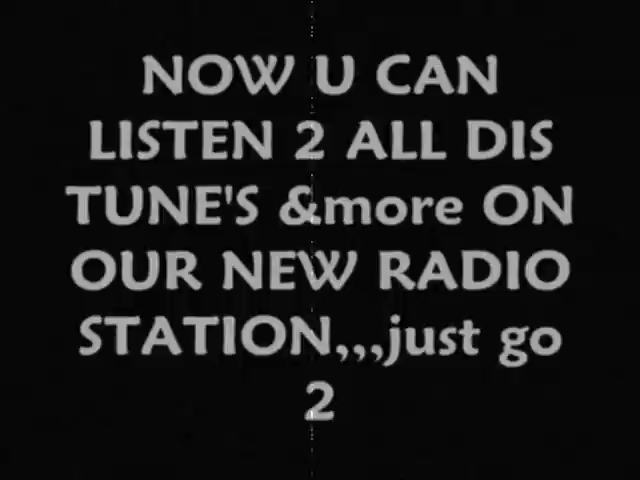 NOW U CAN
LISTEN 2 ALL DIS
TUNE'S &more ON
OUR NEW RADIO
STATION,,,just go
2